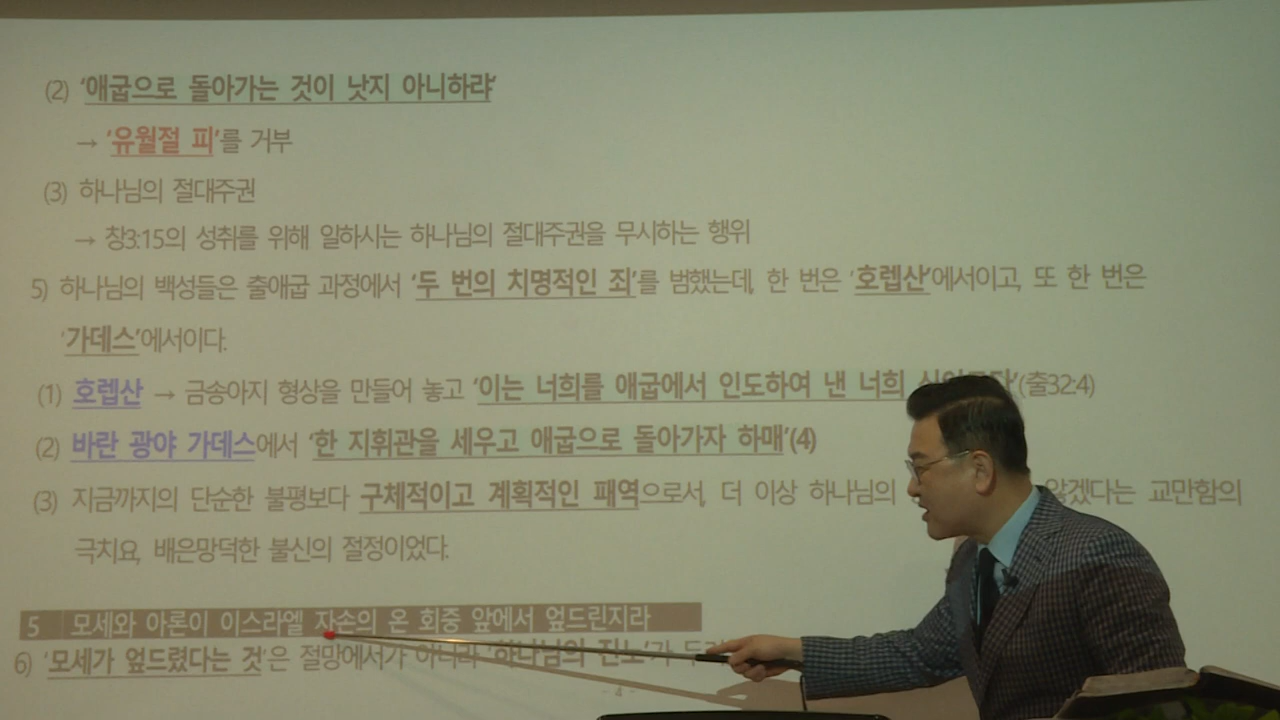 (2) ‘애굽으로 돌아가는 것이 낫지 아니하랴’
→ ‘유월절 피’를 거부
(3) 하나님의 절대주권
→ 창3:15의 성취를 위해 일하시는 하나님의 절대주권을 무시하는 행위
5) 하나님의 백성들은 출애굽 과정에서 ‘두 번의 치명적인 죄’를 범했는데, 한 번은 ‘호렙산’에서이고, 또 한 번은
‘가데스’에서이다.
(1) 호렙산 → 금송아지 형상을 만들어 놓고 ‘이는 너희를 애굽에서 인도하여 낸 너희 (출32:4)
(2) 바란 광야 가데스에서 ‘한 지휘관을 세우고 애굽으로 돌아가자 하매’(4)
(3) 지금까지의 단순한 불평보다 구체적이고 계획적인 패역으로서, 더 이상 하나님의 않겠다는 교만함의
극치요, 배은망덕한 불신의 절정이었다.
5 모세와 아론이 이스라엘 자손의 온 회중 앞에서 엎드린지라
6) ‘모세가 엎드렸다는 것’은 절망에서가 아니라 ‘하나님의 진노’가
- 4 -